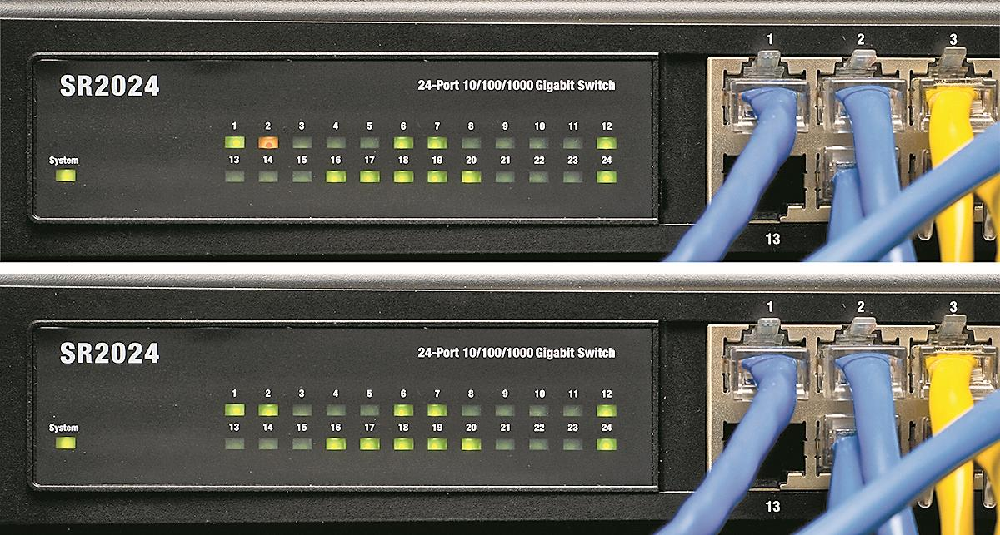 1 2 3
SR2024
24-Port 10/100/1000 Gigabit Switch
1 2 3 4 5 6 7 8 9 10 11 12
System
13 14 15 16 17 18 19 20 21 22 23 24
13
1 2 3
SR2024
24-Port 10/100/1000 Gigabit Switch
1 2 3 4 5 6 7 8 9 10 11 12
System
13 14 15 16 17 18 19 20 21 22 23 24
13